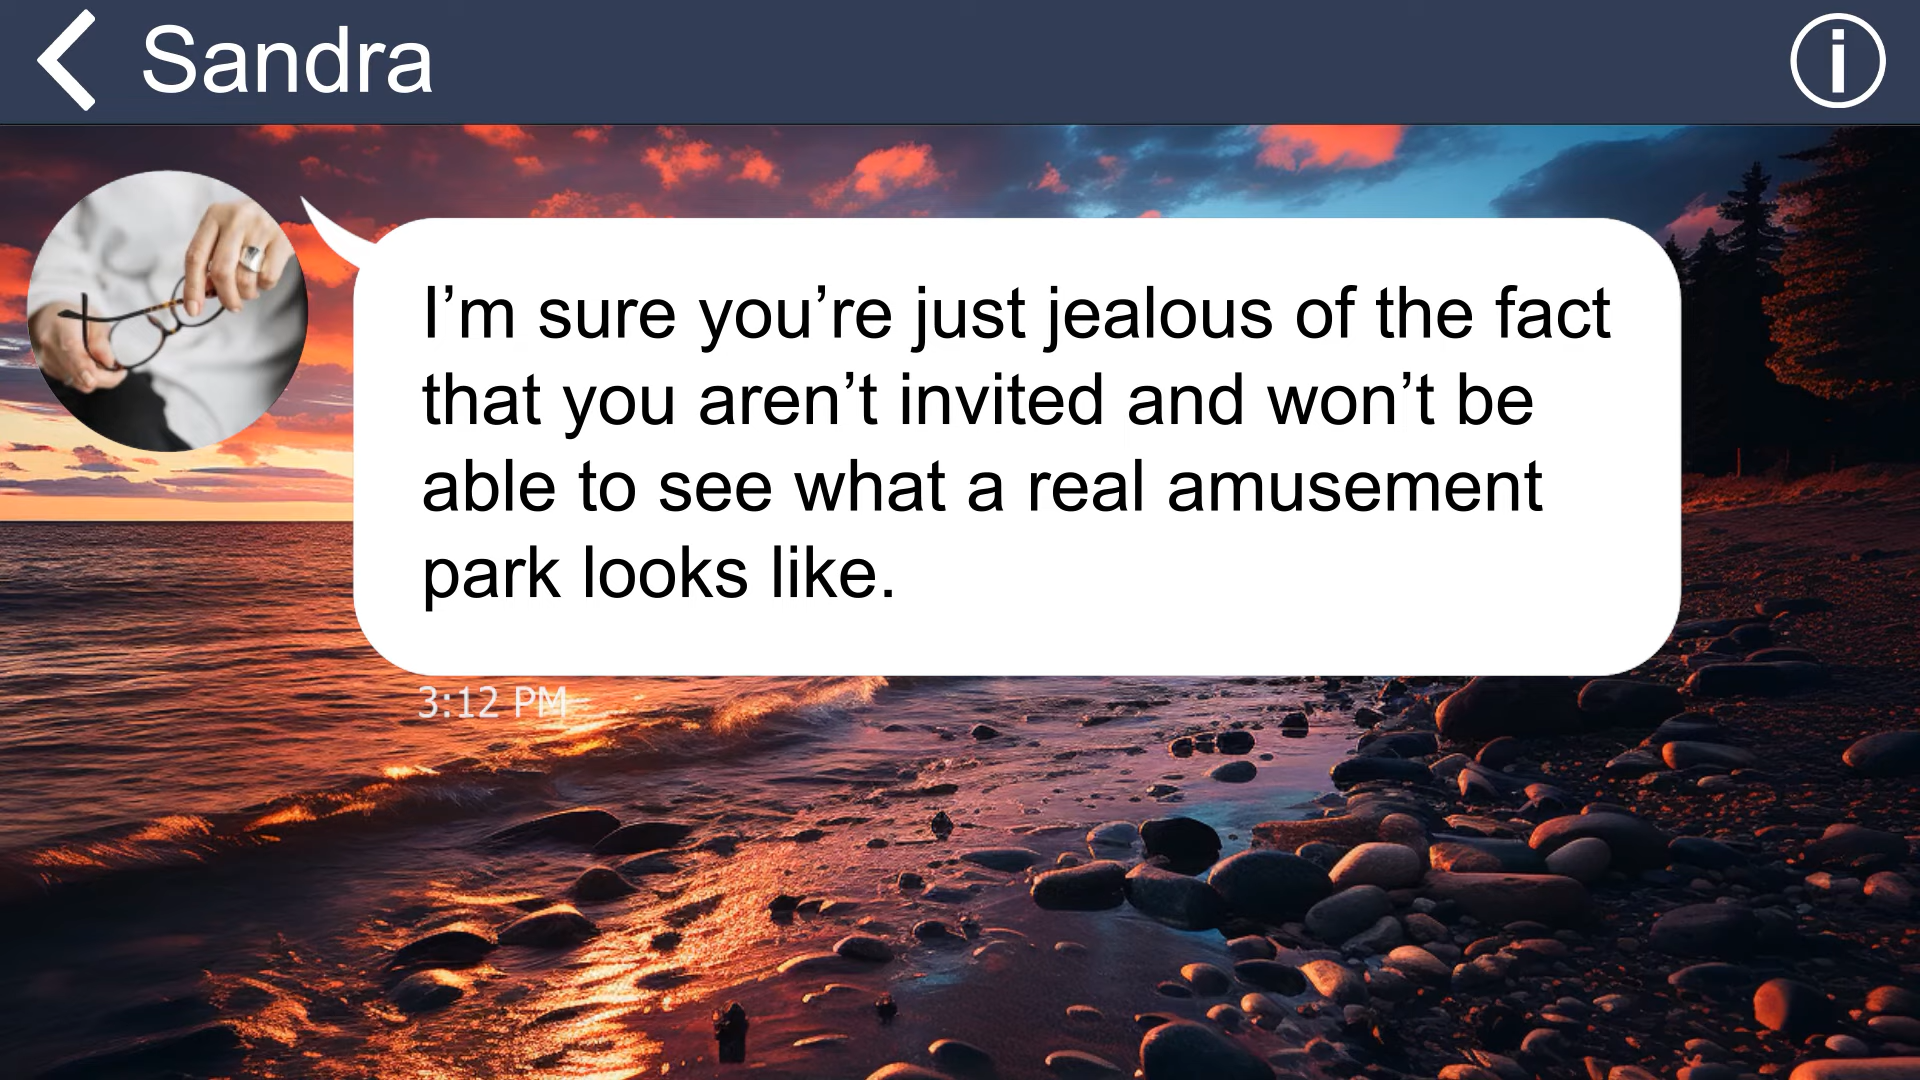 Sandra
I’m sure you’re just jealous of the fact
that you aren’t invited and won’t be
able to see what a real amusement
park looks like.
3:12 PM